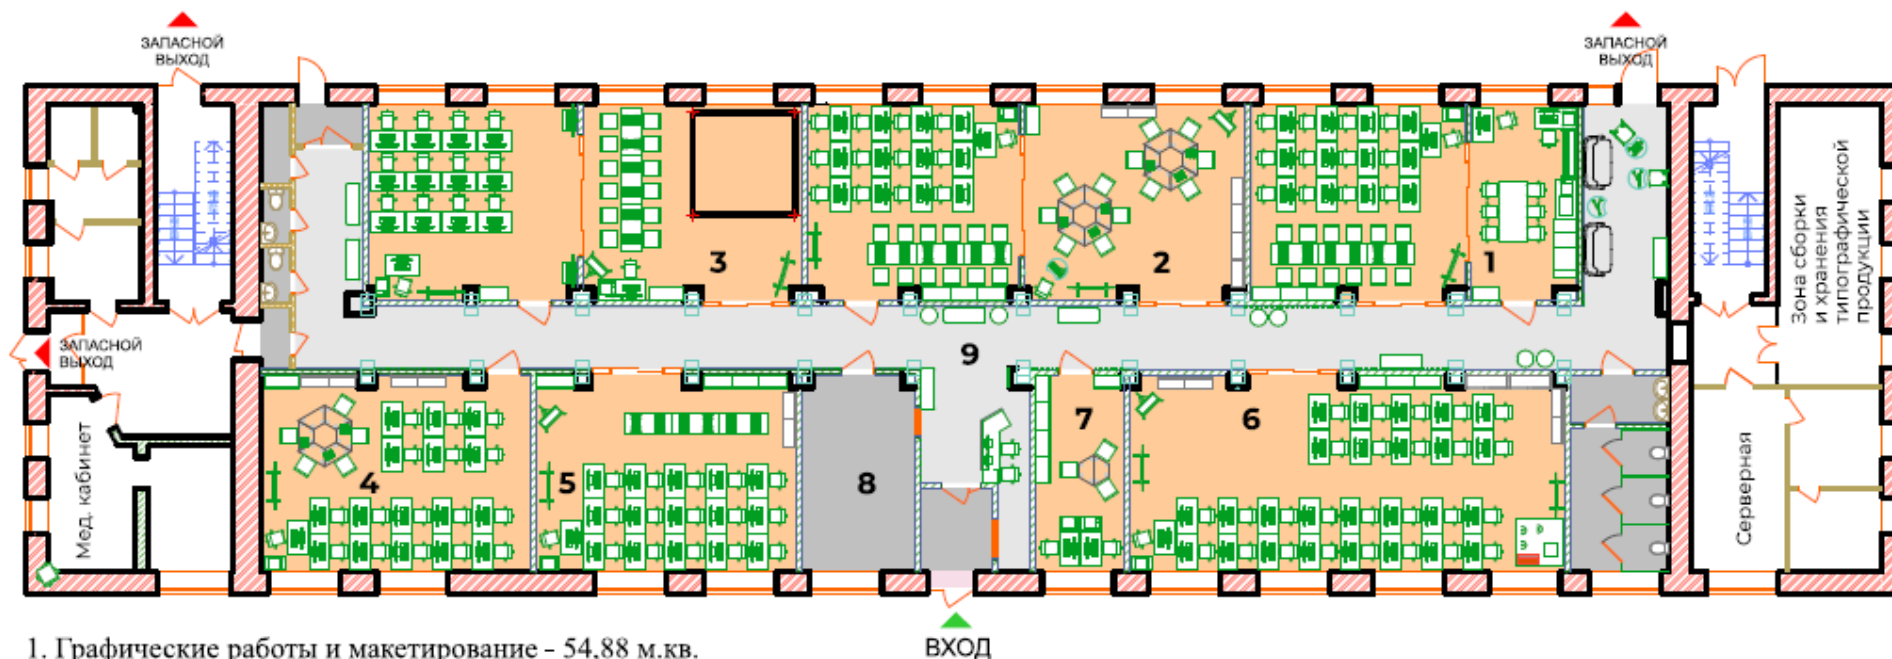 ЗАПАСНОЙ
ВЫХОД
ЗАПАСНОЙ
ВЫХОД
3
2
1
Зона сборки
и хранения
типографической
продукции
ЗАПАСНОЙ
ВЫХОД
9
Мед. кабинет
4
5
8
7
6
Серверная
ВХОД
1. Графические работы и макетирование - 54,88 м.кв.